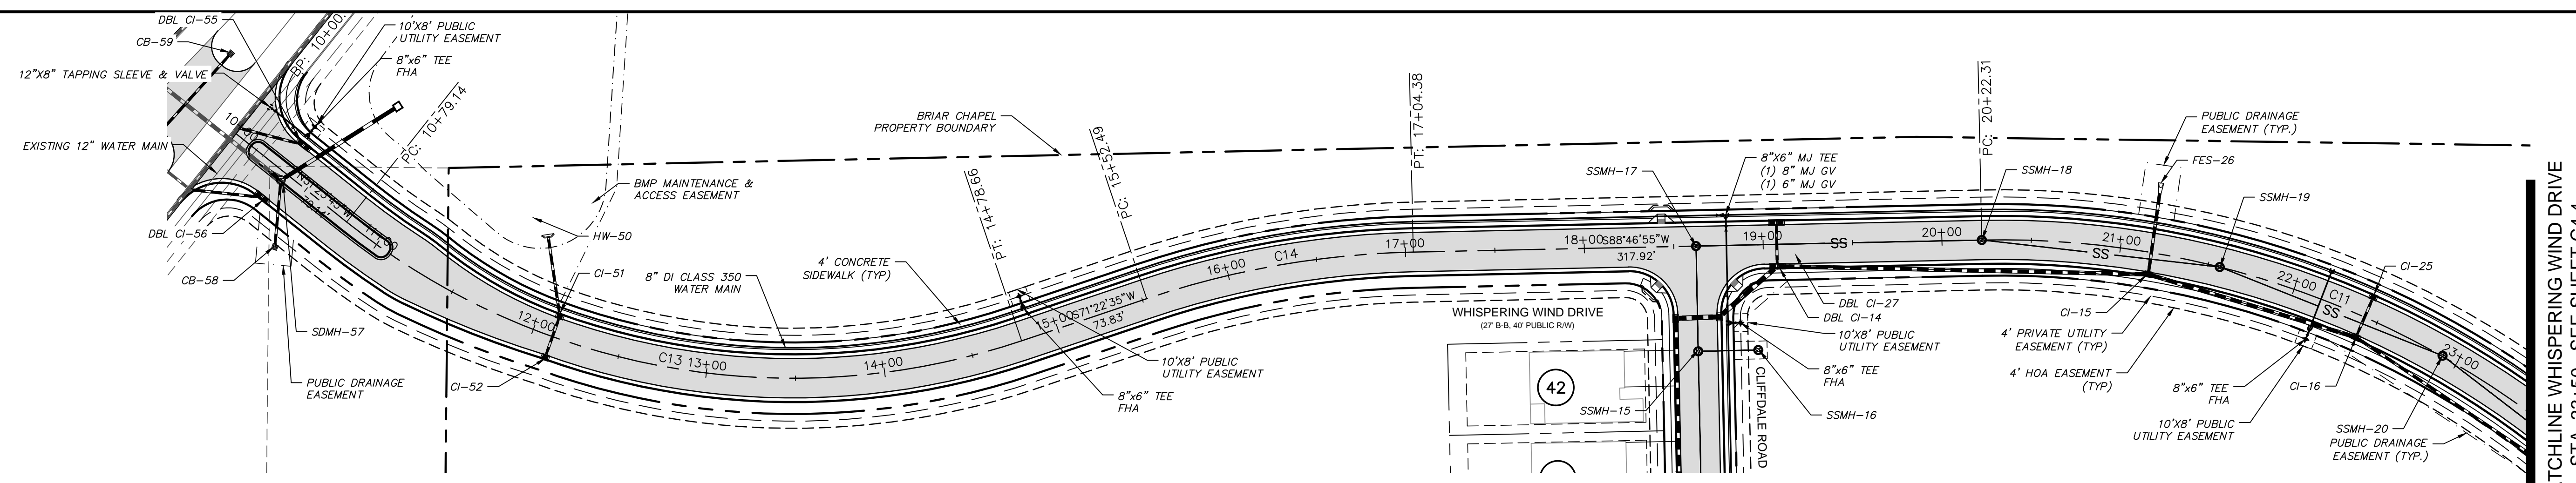 DBL CI-55
CB-59
12"X8" TAPPING SLEEVE & VALVE
EXISTING 12" WATER MAIN
DBL CI-56
CB-58
SDMH-57
PUBLIC DRAINAGE
EASEMENT
10+00.
BP:
10'X8' PUBLIC
UTILITY EASEMENT
8"x6" TEE
FHA
PC: 10+79.14
79.14'
11+00
BMP MAINTENANCE &
ACCESS EASEMENT
HW-50
CI-51
12+00
CI-52
8" DI CLASS 350
WATER MAIN
C13 13+00
4' CONCRETE
SIDEWALK (TYP)
14+00
BRIAR CHAPEL
PROPERTY BOUNDARY
PT: 14+78.66
PC: 15+52.49
15+00
S71°22'35"W
73.83'
10'X8' PUBLIC
UTILITY EASEMENT
8"x6" TEE
FHA
16+00
C14
PT: 17+04.38
17+00
18+00
S88°46'55"W
317.92'
SSMH-17
8"X6" MJ TEE
(1) 8" MJ GV
(1) 6" MJ GV
WHISPERING WIND DRIVE
(27' B-B, 40' PUBLIC R/W)
42
SSMH-15
CLIFFDALE ROAD
19+00
SS
20+00
PC: 20+22.31
SSMH-18
DBL CI-27
DBL CI-14
10'X8' PUBLIC
UTILITY EASEMENT
8"x6" TEE
FHA
SSMH-16
PUBLIC DRAINAGE
EASEMENT (TYP.)
FES-26
SSMH-19
21+00
SS
CI-15
4' PRIVATE UTILITY
EASEMENT (TYP)
4' HOA EASEMENT
(TYP)
22+00
C11
SS
CI-25
23+00
8"x6" TEE
FHA
CI-16
10'X8' PUBLIC
UTILITY EASEMENT
SSMH-20
PUBLIC DRAINAGE
EASEMENT (TYP.)
TCHLINE WHISPERING WIND DRIVE